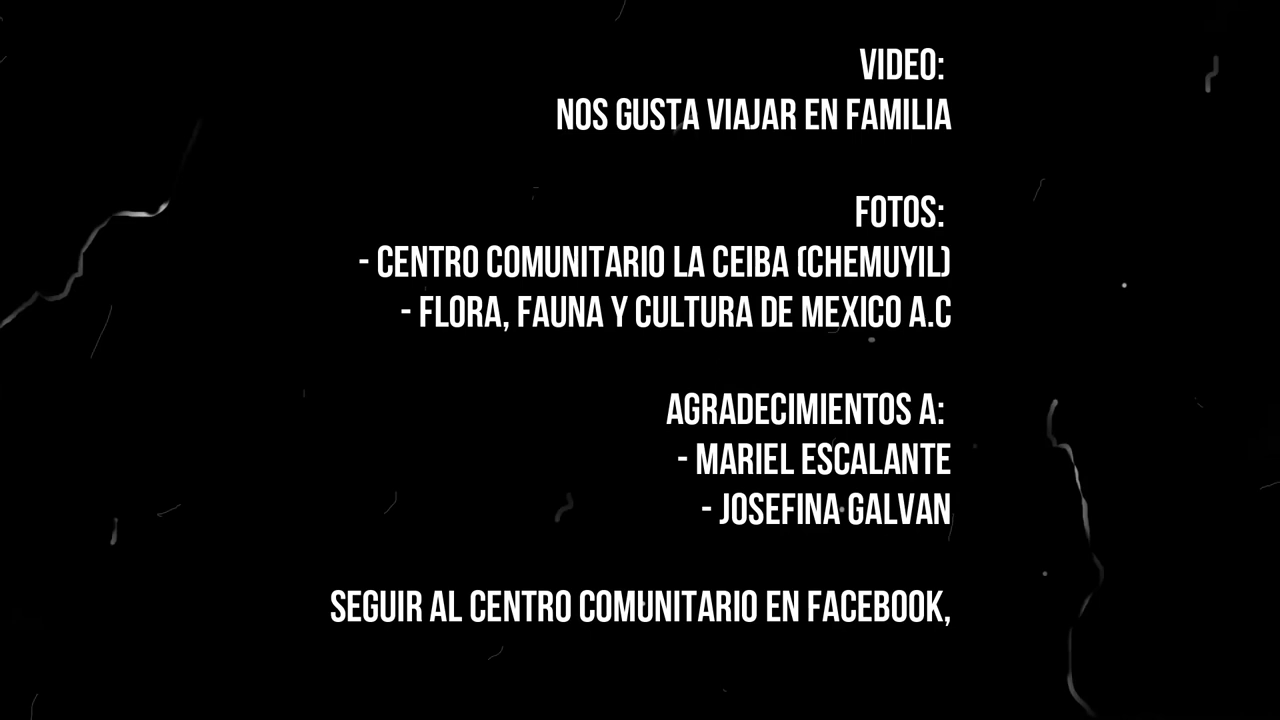 VIDEO:
NOS GUSTA VIAJAR EN FAMILIA
FOTOS:
- CENTRO COMUNITARIO LA CEIBA (CHEMUYIL)
- FLORA, FAUNA Y CULTURA DE MEXICO A.C
AGRADECIMIENTOS A:
- MARIEL ESCALANTE
- JOSEFINA GALVAN
SEGUIR AL CENTRO COMUNITARIO EN FACEBOOK,